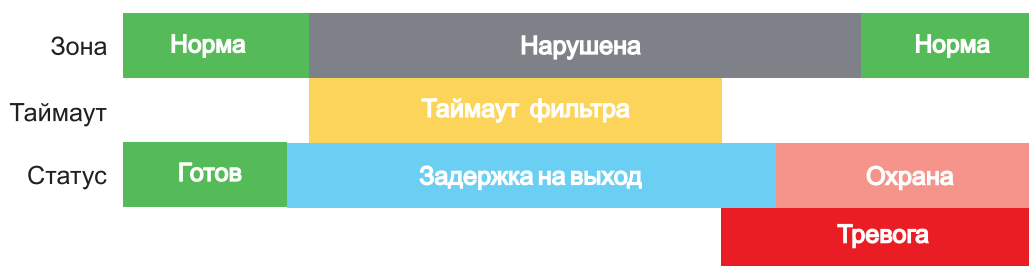 Зона Норма Нарушена Норма
Таймаут Таймаут фильтра
Статус Готов Задержка на выход Охрана
Тревога